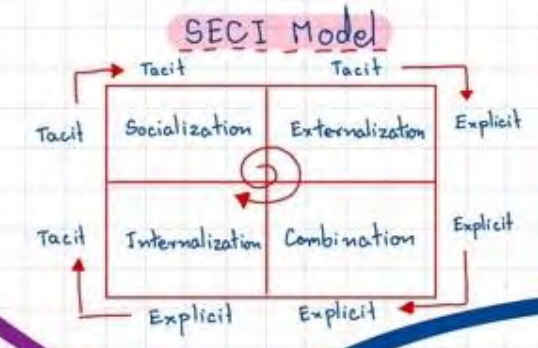 SECI Model
Tacit Tacit
Tacit Socialization Externalization Explicit
Tacit Internalization Combination Explicit
Explicit Explicit